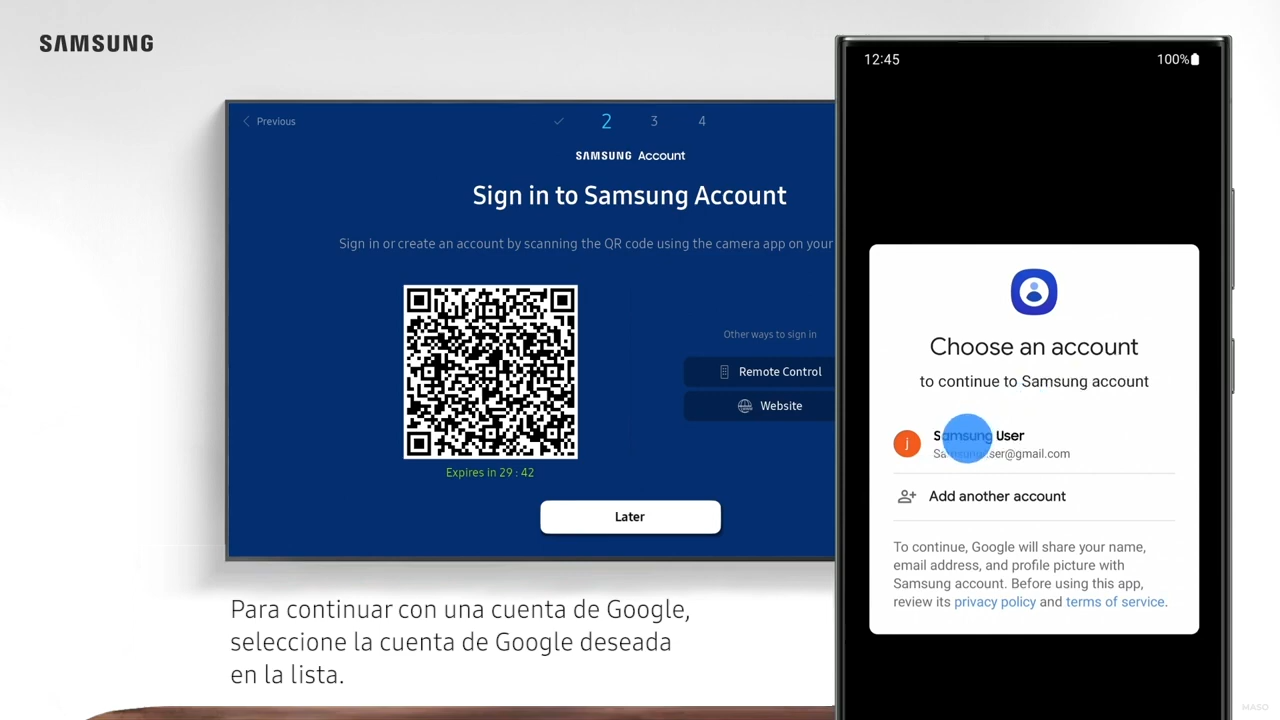 SAMSUNG
Previous
2
3
4
SAMSUNG Account
Sign in to Samsung Account
Sign in or create an account by scanning the QR code using the camera app on your
Expires in 29 : 42
Other ways to sign in
Remote Control
Website
Later
Para continuar con una cuenta de Google,
seleccione la cuenta de Google deseada
en la lista.
12:45
100%
Choose an account
to continue to Samsung account
j
Samsung User
Samsunguser@gmail.com
Add another account
To continue, Google will share your name,
email address, and profile picture with
Samsung account. Before using this app,
review its privacy policy and terms of service.
MASO